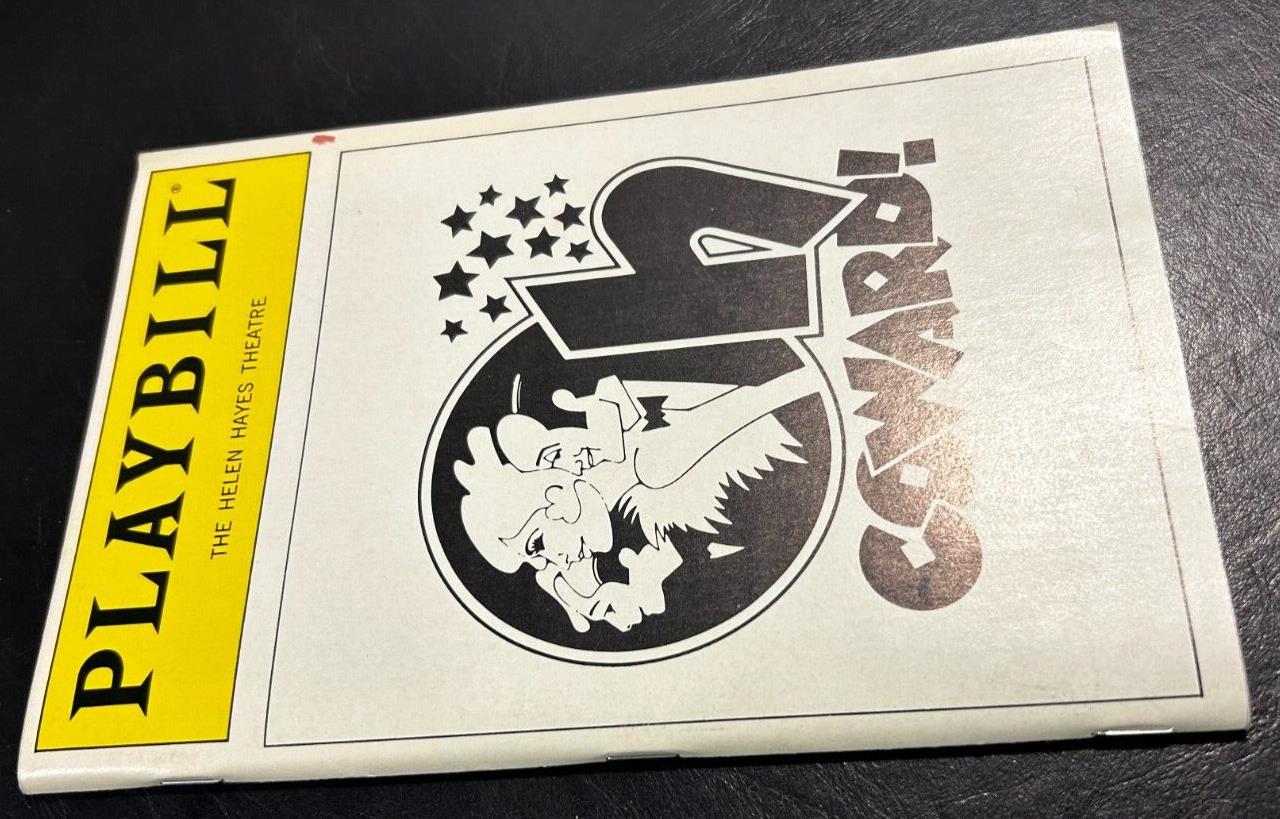 PLAYBILL®
THE HELEN HAYES THEATRE
Oh
COWARD!